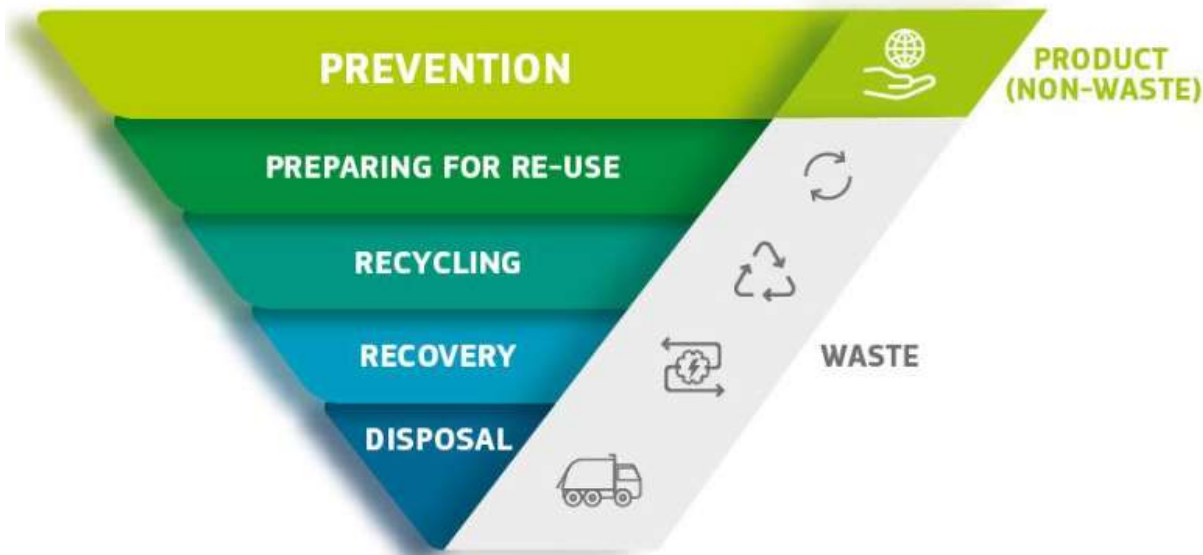 PREVENTION
PRODUCT
(NON-WASTE)
PREPARING FOR RE-USE
RECYCLING
RECOVERY
WASTE
DISPOSAL